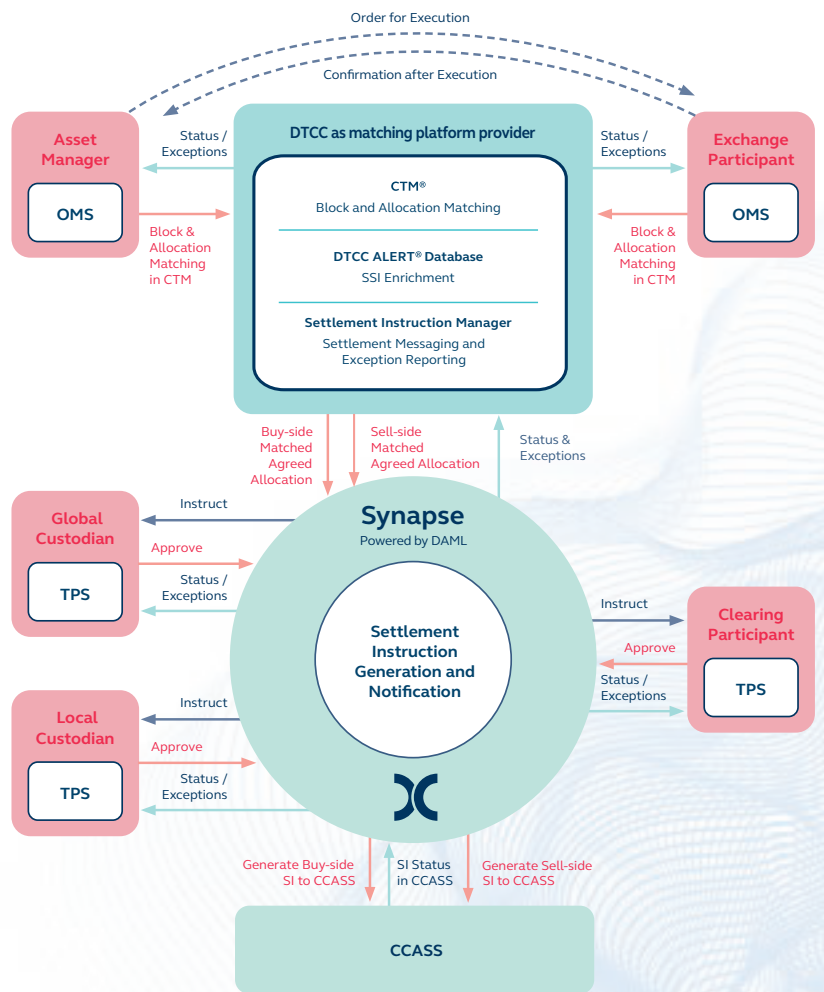 Order for Execution
Confirmation after Execution
Asset
Manager
OMS
Status /
Exceptions
Block &
Allocation
Matching
in CTM
DTCC as matching platform provider
CTM®
Block and Allocation Matching
DTCC ALERT® Database
SSI Enrichment
Settlement Instruction Manager
Settlement Messaging and
Exception Reporting
Status /
Exceptions
Block &
Allocation
Matching
in CTM
Exchange
Participant
OMS
Buy-side
Matched
Agreed
Allocation
Sell-side
Matched
Agreed Allocation
Status &
Exceptions
Global
Custodian
TPS
Instruct
Approve
Status /
Exceptions
Synapse
Powered by DAML
Settlement
Instruction
Generation and
Notification
Instruct
Approve
Status /
Exceptions
Clearing
Participant
TPS
Local
Custodian
TPS
Instruct
Approve
Status /
Exceptions
Generate Buy-side
SI to CCASS
SI Status
in CCASS
Generate Sell-side
SI to CCASS
CCASS